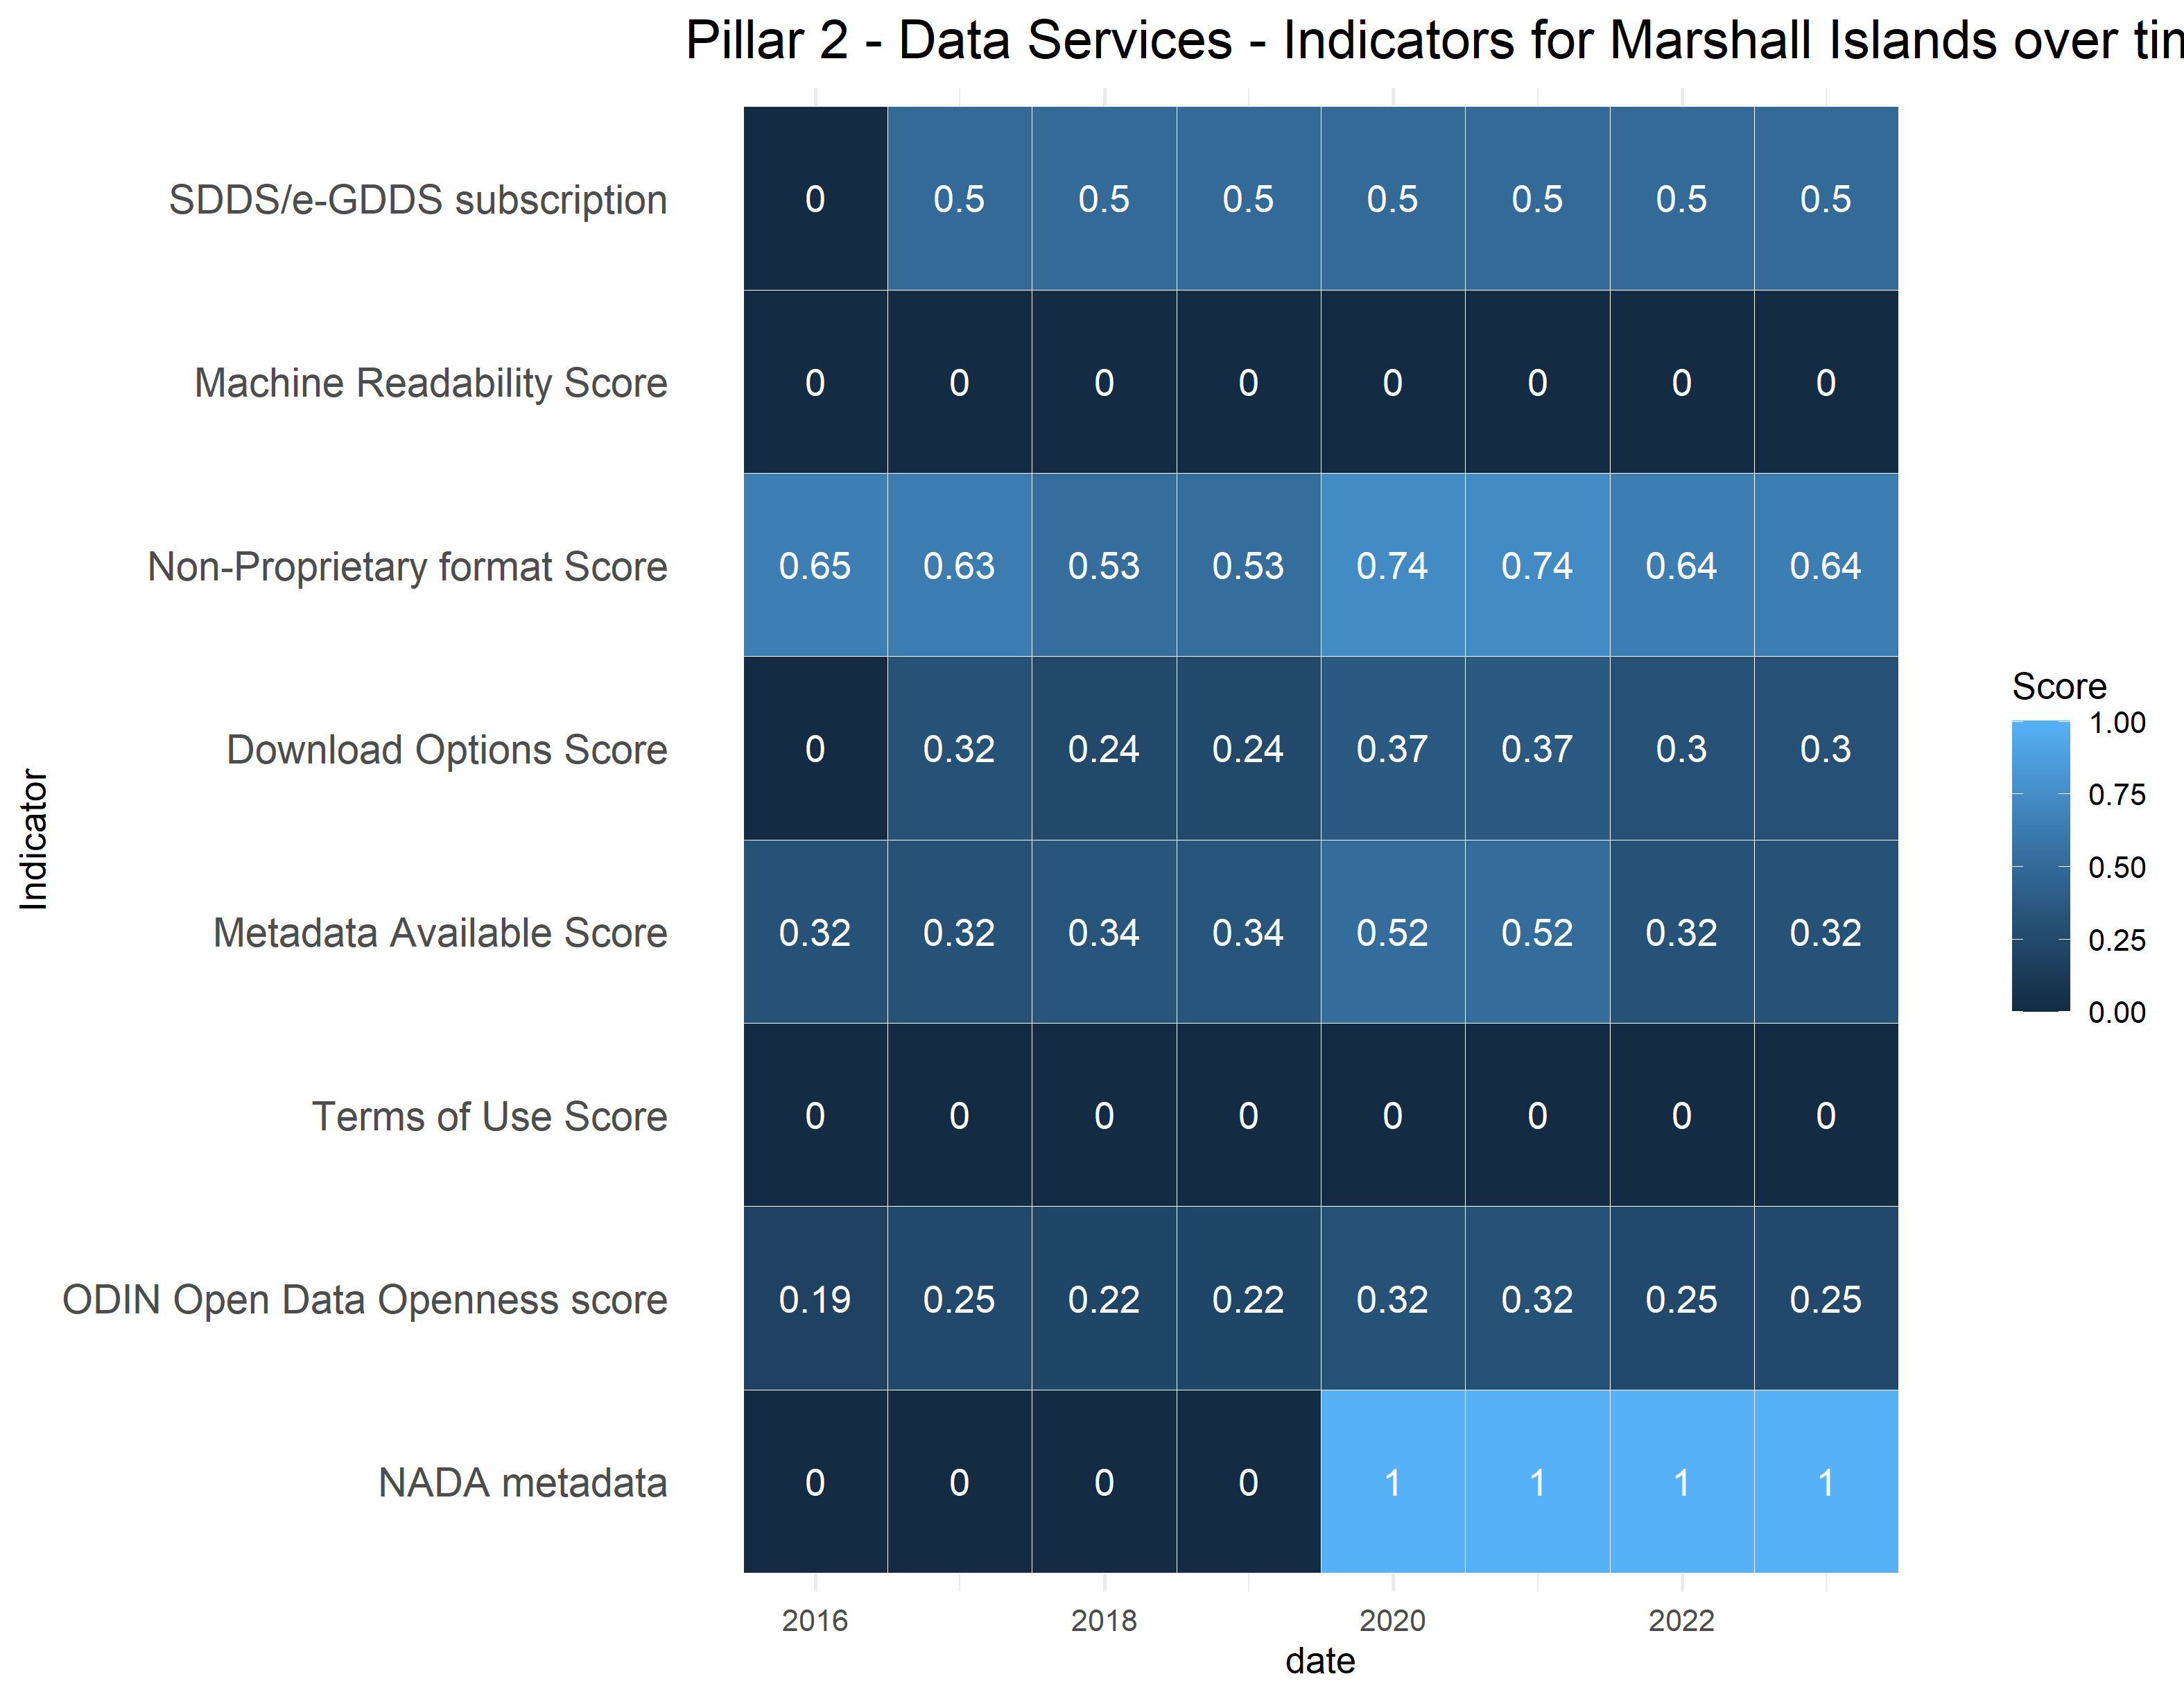 Pillar 2 - Data Services - Indicators for Marshall Islands over
SDDS/e-GDDS subscription 0 0.5 0.5 0.5 0.5 0.5 0.5 0.5
Machine Readability Score 0 0 0 0 0 0 0 0
Non-Proprietary format Score 0.65 0.63 0.53 0.53 0.74 0.74 0.64 0.64
Download Options Score 0 0.32 0.24 0.24 0.37 0.37 0.3 0.3
Metadata Available Score 0.32 0.32 0.34 0.34 0.52 0.52 0.32 0.32
Terms of Use Score 0 0 0 0 0 0 0 0
ODIN Open Data Openness score 0.19 0.25 0.22 0.22 0.32 0.32 0.25 0.25
NADA metadata 0 0 0 0 1 1 1 1
2016 2018 2020 2022
date
Indicator
Score
1.00
0.75
0.50
0.25
0.00